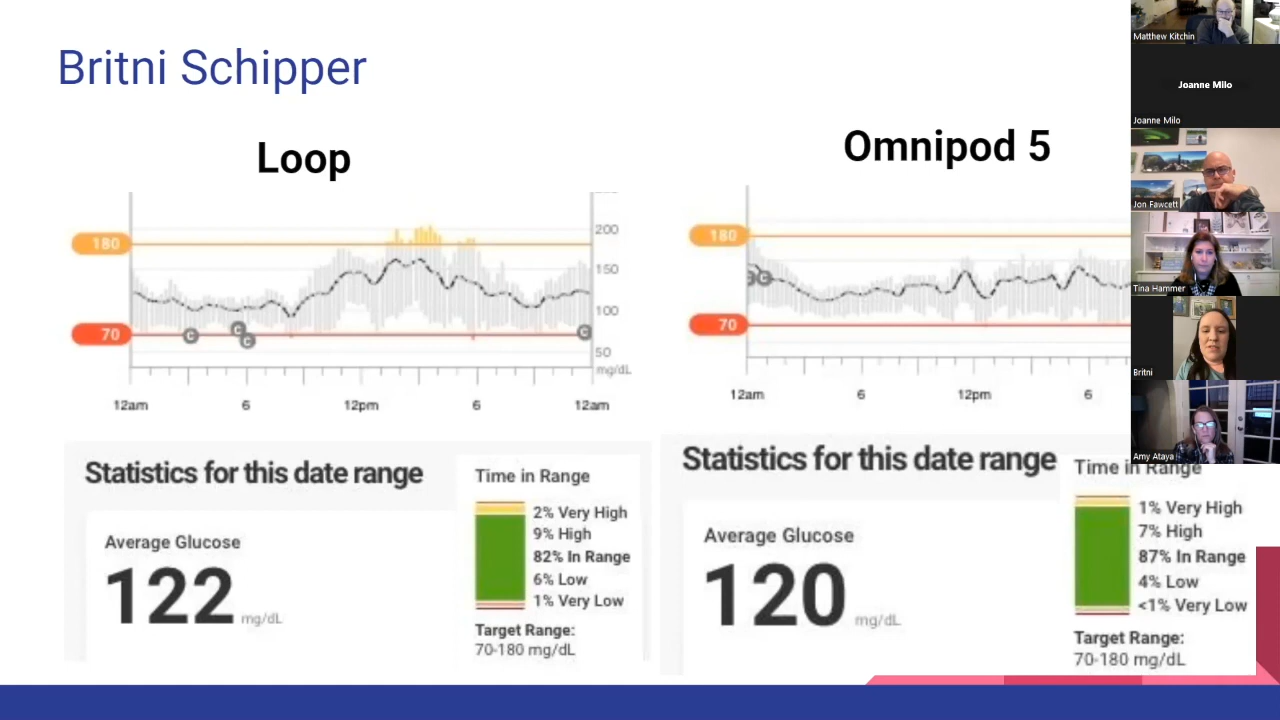 Britni Schipper
Loop
180
200
150
100
70
50
mg/dL
C
C
C
C
12am
6
12pm
6
12am
Omnipod 5
180
C
C
70
12am
6
12pm
6
Statistics for this date range
Average Glucose
122 mg/dL
Time in Range
2% Very High
9% High
82% In Range
6% Low
1% Very Low
Target Range:
70-180 mg/dL
Statistics for this date range
Average Glucose
120 mg/dL
Time in Range
1% Very High
7% High
87% In Range
4% Low
<1% Very Low
Target Range:
70-180 mg/dL
Matthew Kitchin
Joanne Milo
Joanne Milo
Jon Fawcett
Tina Hammer
Britni
Amy Ataya